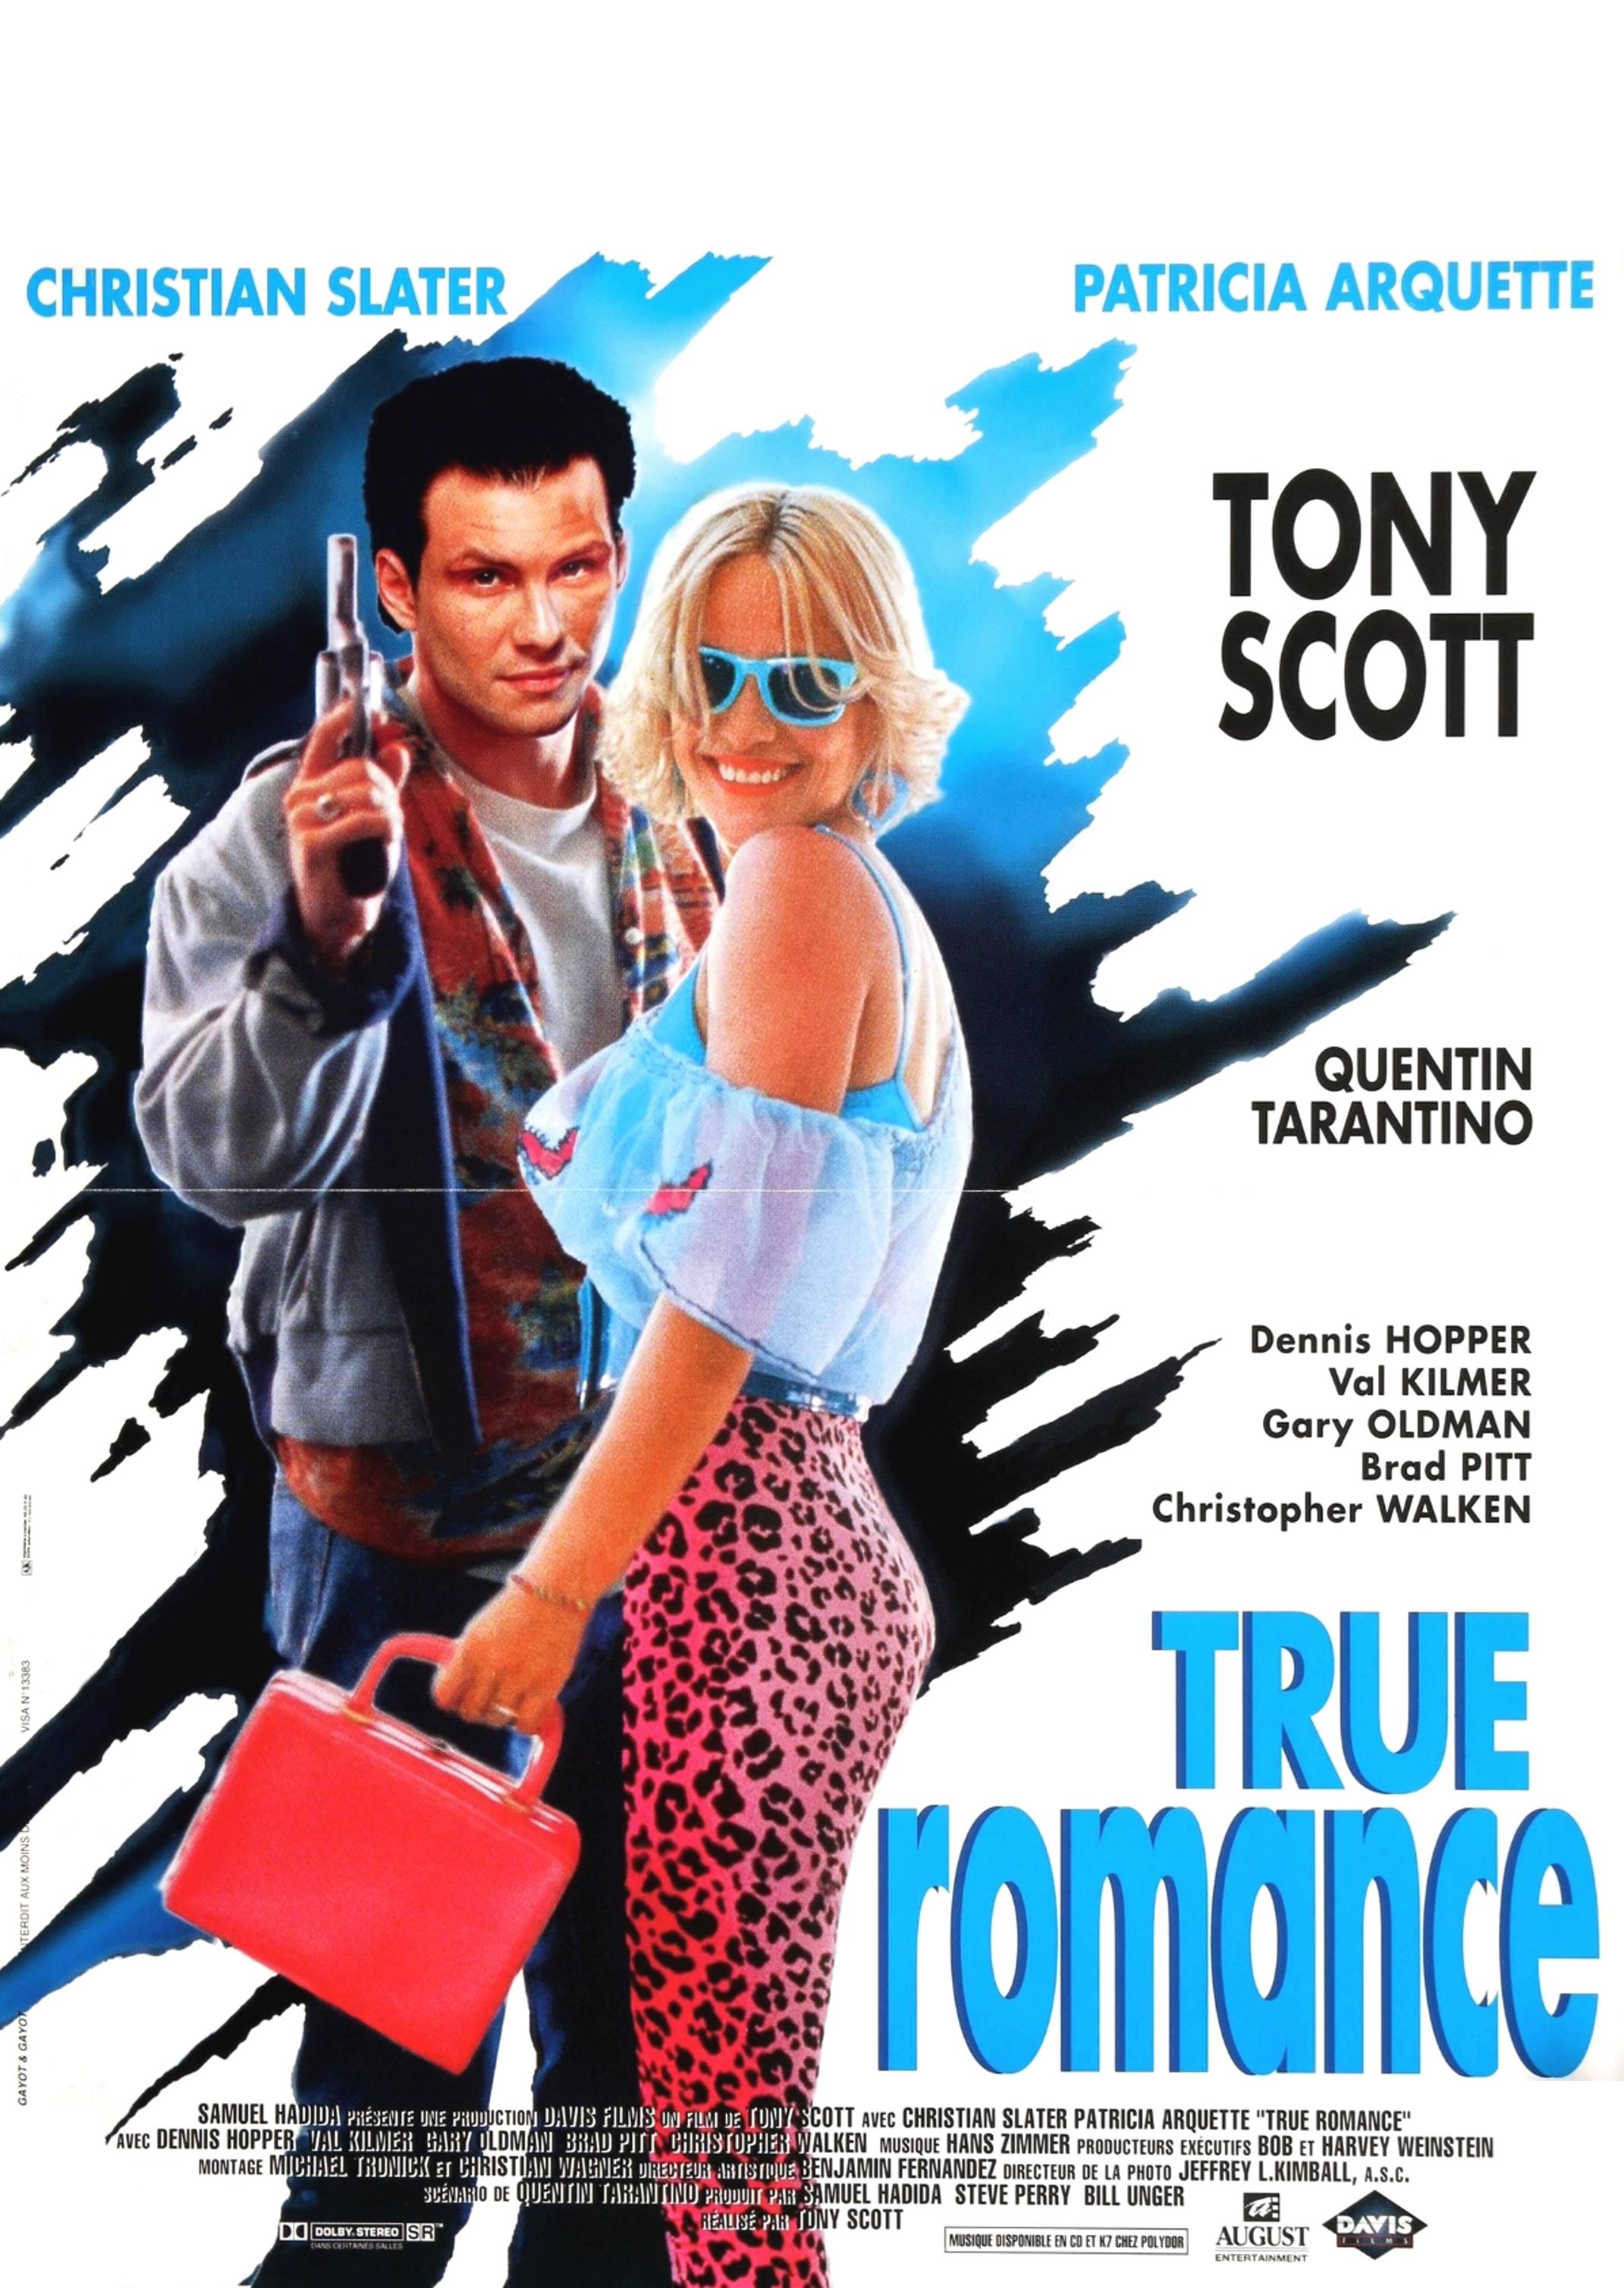 CHRISTIAN SLATER
PATRICIA ARQUETTE
TONY
SCOTT
QUENTIN
TARANTINO
Dennis HOPPER
Val KILMER
Gary OLDMAN
Brad PITT
Christopher WALKEN
TRUE
romance
SAMUEL HADIDA PRÉSENTE UNE PRODUCTION DAVIS FILMS UN FILM DE TONY SCOTT AVEC CHRISTIAN SLATER PATRICIA ARQUETTE "TRUE ROMANCE"
AVEC DENNIS HOPPER VAL KILMER GARY OLDMAN BRAD PITT CHRISTOPHER WALKEN MUSIQUE HANS ZIMMER PRODUCTEURS EXÉCUTIFS BOB ET HARVEY WEINSTEIN
MONTAGE MICHAEL TRONICK ET CHRISTIAN WAGNER DIRECTEUR ARTISTIQUE BENJAMIN FERNANDEZ DIRECTEUR DE LA PHOTO JEFFREY L.KIMBALL, A.S.C.
SCÉNARIO DE QUENTIN TARANTINO PRODUIT PAR SAMUEL HADIDA STEVE PERRY BILL UNGER
RÉALISÉ PAR TONY SCOTT
DOLBY STEREO SR™
DANS CERTAINES SALLES
MUSIQUE DISPONIBLE EN CD ET K7 CHEZ POLYDOR
AUGUST
ENTERTAINMENT
DAVIS
FILMS
GAYOT & GAYOT
INTERDIT AUX MOINS
VISA N°13383